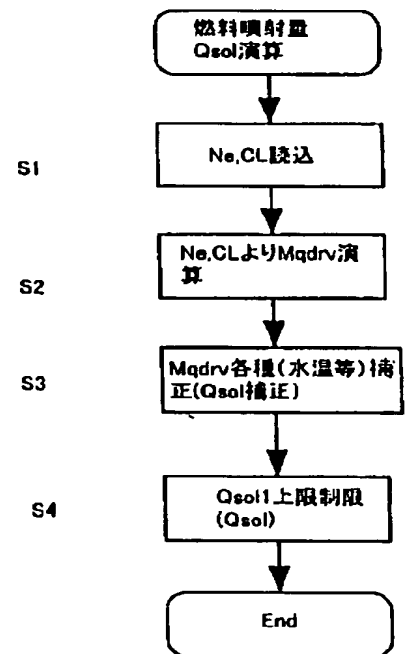 燃料噴射量
Qsol演算
S1
Ne,CL読込
S2
Ne,CLよりMqdrv演
算
S3
Mqdrv各種(水温等)補
正(Qsol補正)
S4
Qsol1上限制限
(Qsol)
End